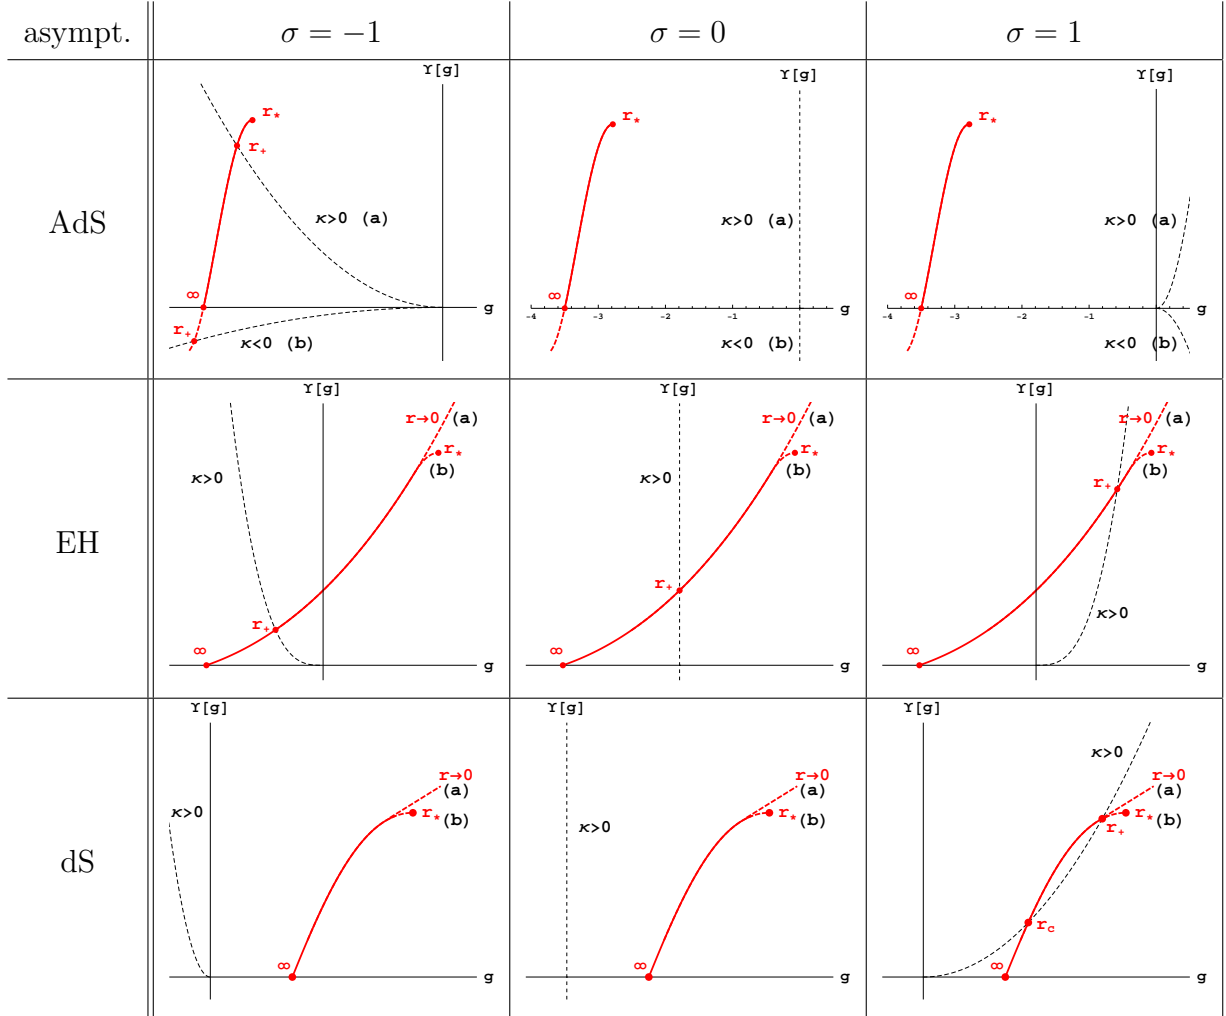 asympt. σ = −1 σ = 0 σ = 1
AdS
ϒ[g]
r⋆
r₊
κ>0 (a)
∞
g
r₊
κ<0 (b)
ϒ[g]
r⋆
κ>0 (a)
∞
g
-4 -3 -2 -1
κ<0 (b)
ϒ[g]
r⋆
κ>0 (a)
∞
g
-4 -3 -2 -1
κ<0 (b)
EH
ϒ[g]
r→0 (a)
r⋆
(b)
κ>0
r₊
∞
g
ϒ[g]
r→0 (a)
r⋆
(b)
κ>0
r₊
∞
g
ϒ[g]
r→0 (a)
r⋆
(b)
r₊
κ>0
∞
g
dS
ϒ[g]
r→0
(a)
κ>0
r⋆ (b)
∞
g
ϒ[g]
r→0
(a)
r⋆ (b)
κ>0
∞
g
ϒ[g]
κ>0
r→0
(a)
r⋆ (b)
r₊
r_c
∞
g